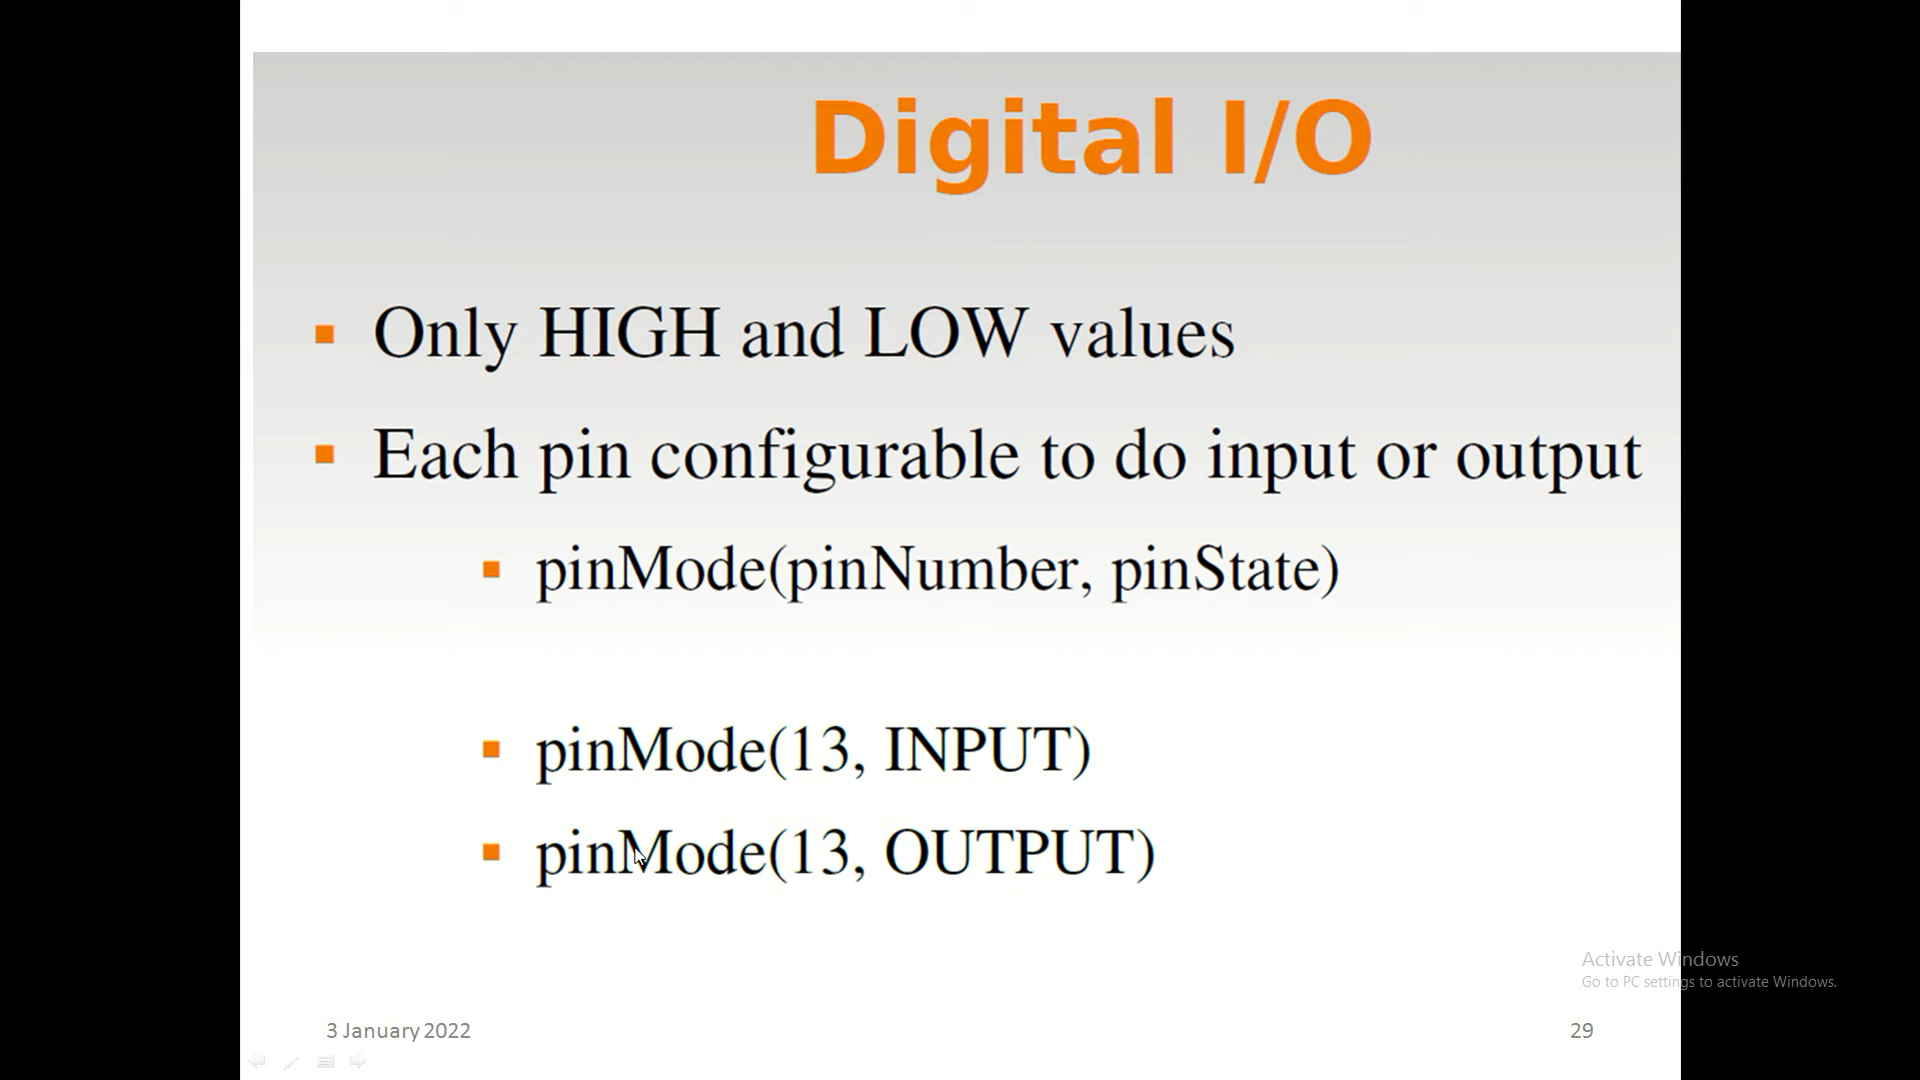 Digital I/O
Only HIGH and LOW values
Each pin configurable to do input or output
pinMode(pinNumber, pinState)
pinMode(13, INPUT)
pinMode(13, OUTPUT)
Activate Windows
Go to PC settings to activate Windows.
3 January 2022
29